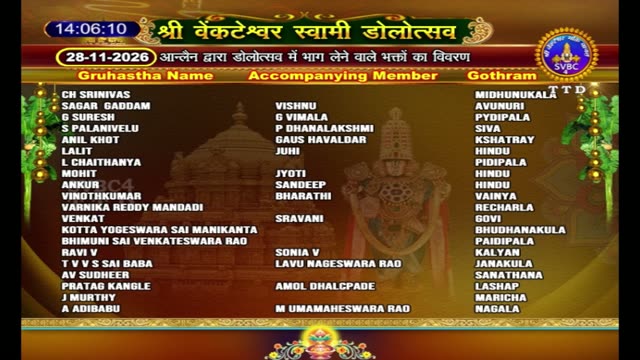 14:06:10
श्री वेंकटेश्वर स्वामी डोलोत्सव
28-11-2026 आन्लैन द्वारा डोलोत्सव में भाग लेने वाले भक्तों का विवरण
SVBC
TTD
Gruhastha Name Accompanying Member Gothram
CH SRINIVAS MIDHUNUKALA
SAGAR GADDAM VISHNU AVUNURI
G SURESH G VIMALA PYDIPALA
S PALANIVELU P DHANALAKSHMI SIVA
ANIL KHOT GAUS HAVALDAR KSHATRAY
LALIT JUHI HINDU
L CHAITHANYA PIDIPALA
MOHIT JYOTI HINDU
ANKUR SANDEEP HINDU
VINOTHKUMAR BHARATHI VAINYA
VARNIKA REDDY MANDADI RECHARLA
VENKAT SRAVANI GOVI
KOTTA YOGESWARA SAI MANIKANTA BHUDHANAKULA
BHIMUNI SAI VENKATESWARA RAO PAIDIPALA
RAVI V SONIA V KALYAN
T V V S SAI BABA LAVU NAGESWARA RAO JANAKULA
AV SUDHEER SANATHANA
PRATAG KANGLE AMOL DHALCPADE LASHAP
J MURTHY MARICHA
A ADIBABU M UMAMAHESWARA RAO NAGALA